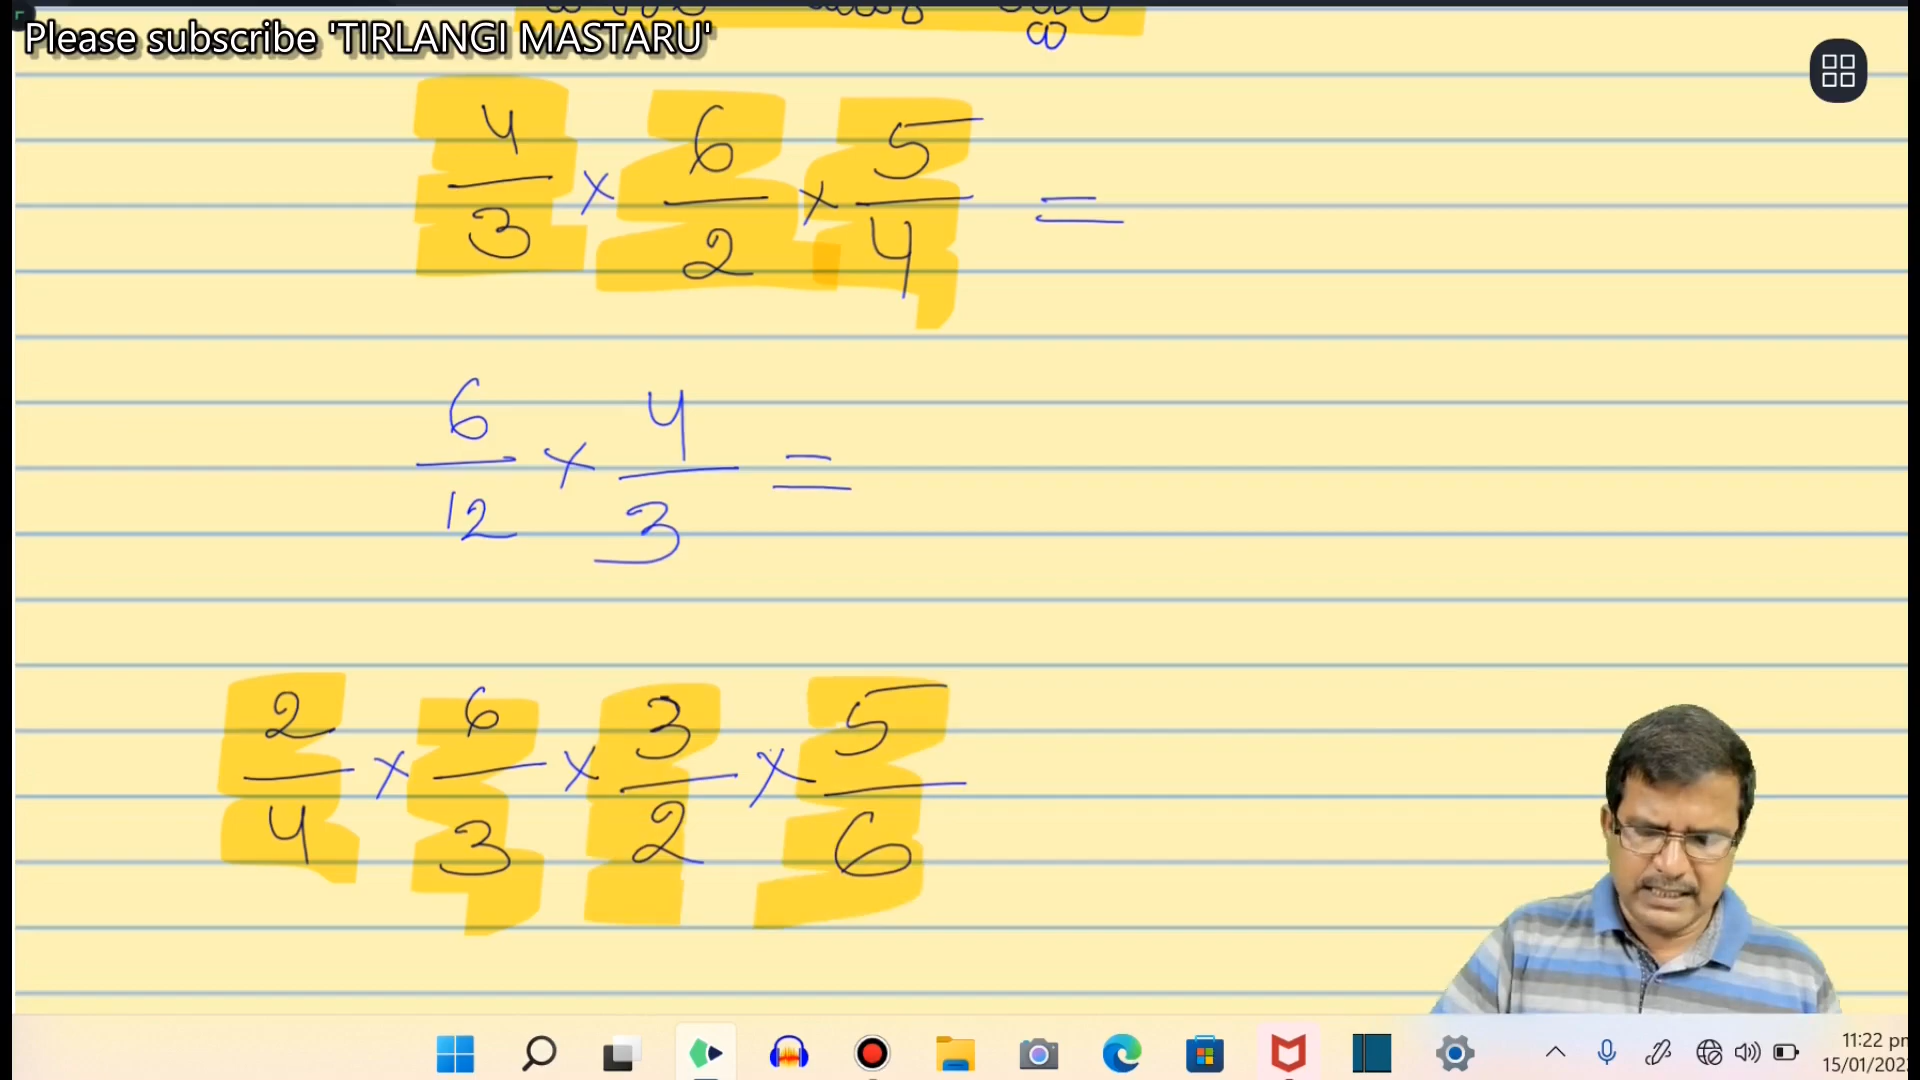 Please subscribe 'TIRLANGI MASTARU'
4/3 × 6/2 × 5/4 =
6/12 × 4/3 =
2/4 × 6/3 × 3/2 × 5/6
11:22 pm
15/01/202